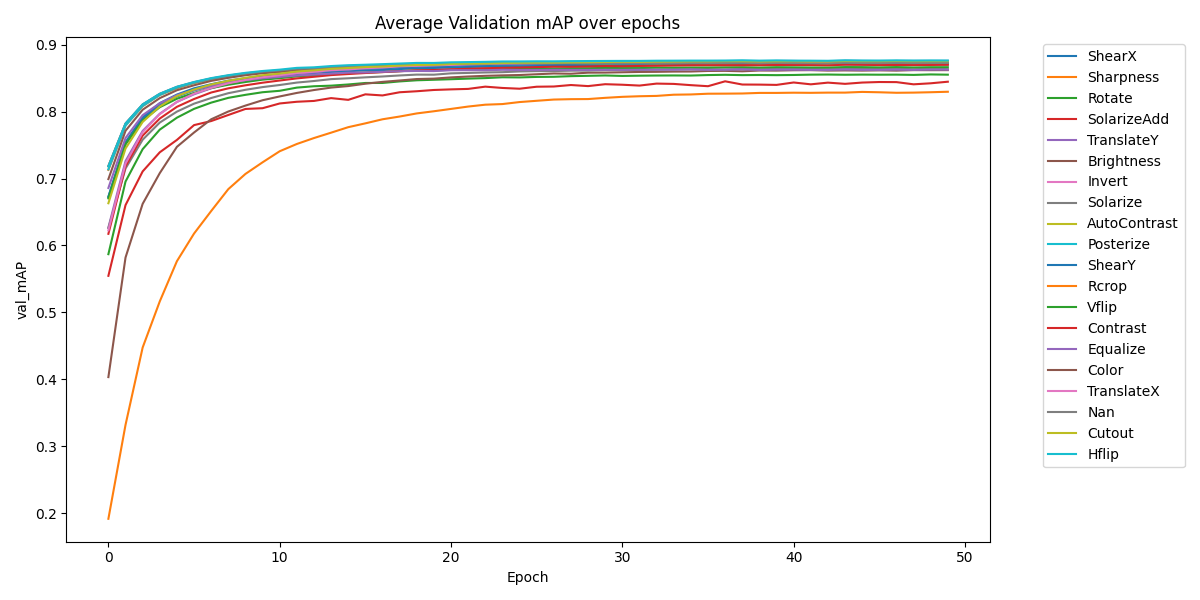 Average Validation mAP over epochs
val_mAP
0.9
0.8
0.7
0.6
0.5
0.4
0.3
0.2
0 10 20 30 40 50
Epoch
ShearX
Sharpness
Rotate
SolarizeAdd
TranslateY
Brightness
Invert
Solarize
AutoContrast
Posterize
ShearY
Rcrop
Vflip
Contrast
Equalize
Color
TranslateX
Nan
Cutout
Hflip